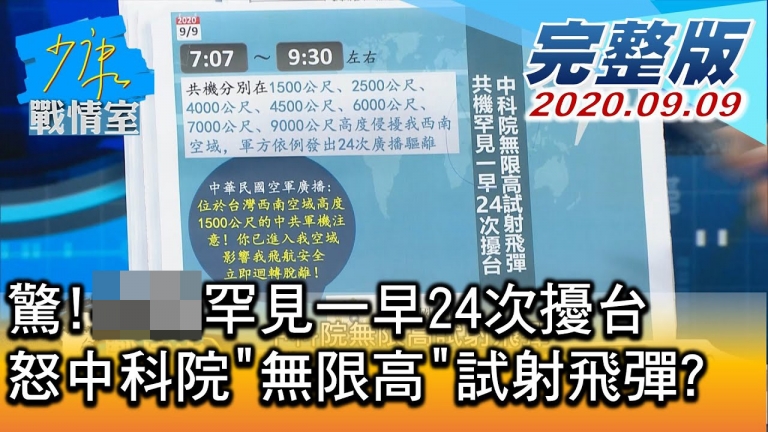 少康
戰情室
2020
9/9
7:07 ～ 9:30 左右
共機分別在1500公尺、2500公尺、
4000公尺、4500公尺、6000公尺、
7000公尺、9000公尺高度侵擾我西南
空域，軍方依例發出24次廣播驅離
中華民國空軍廣播:
位於台灣西南空域高度
1500公尺的中共軍機注
意!你已進入我空域
影響我飛航安全
立即迴轉脫離!
中科院無限高試射飛彈
共機罕見一早24次擾台
完整版
2020.09.09
驚! 罕見一早24次擾台
怒中科院"無限高"試射飛彈?